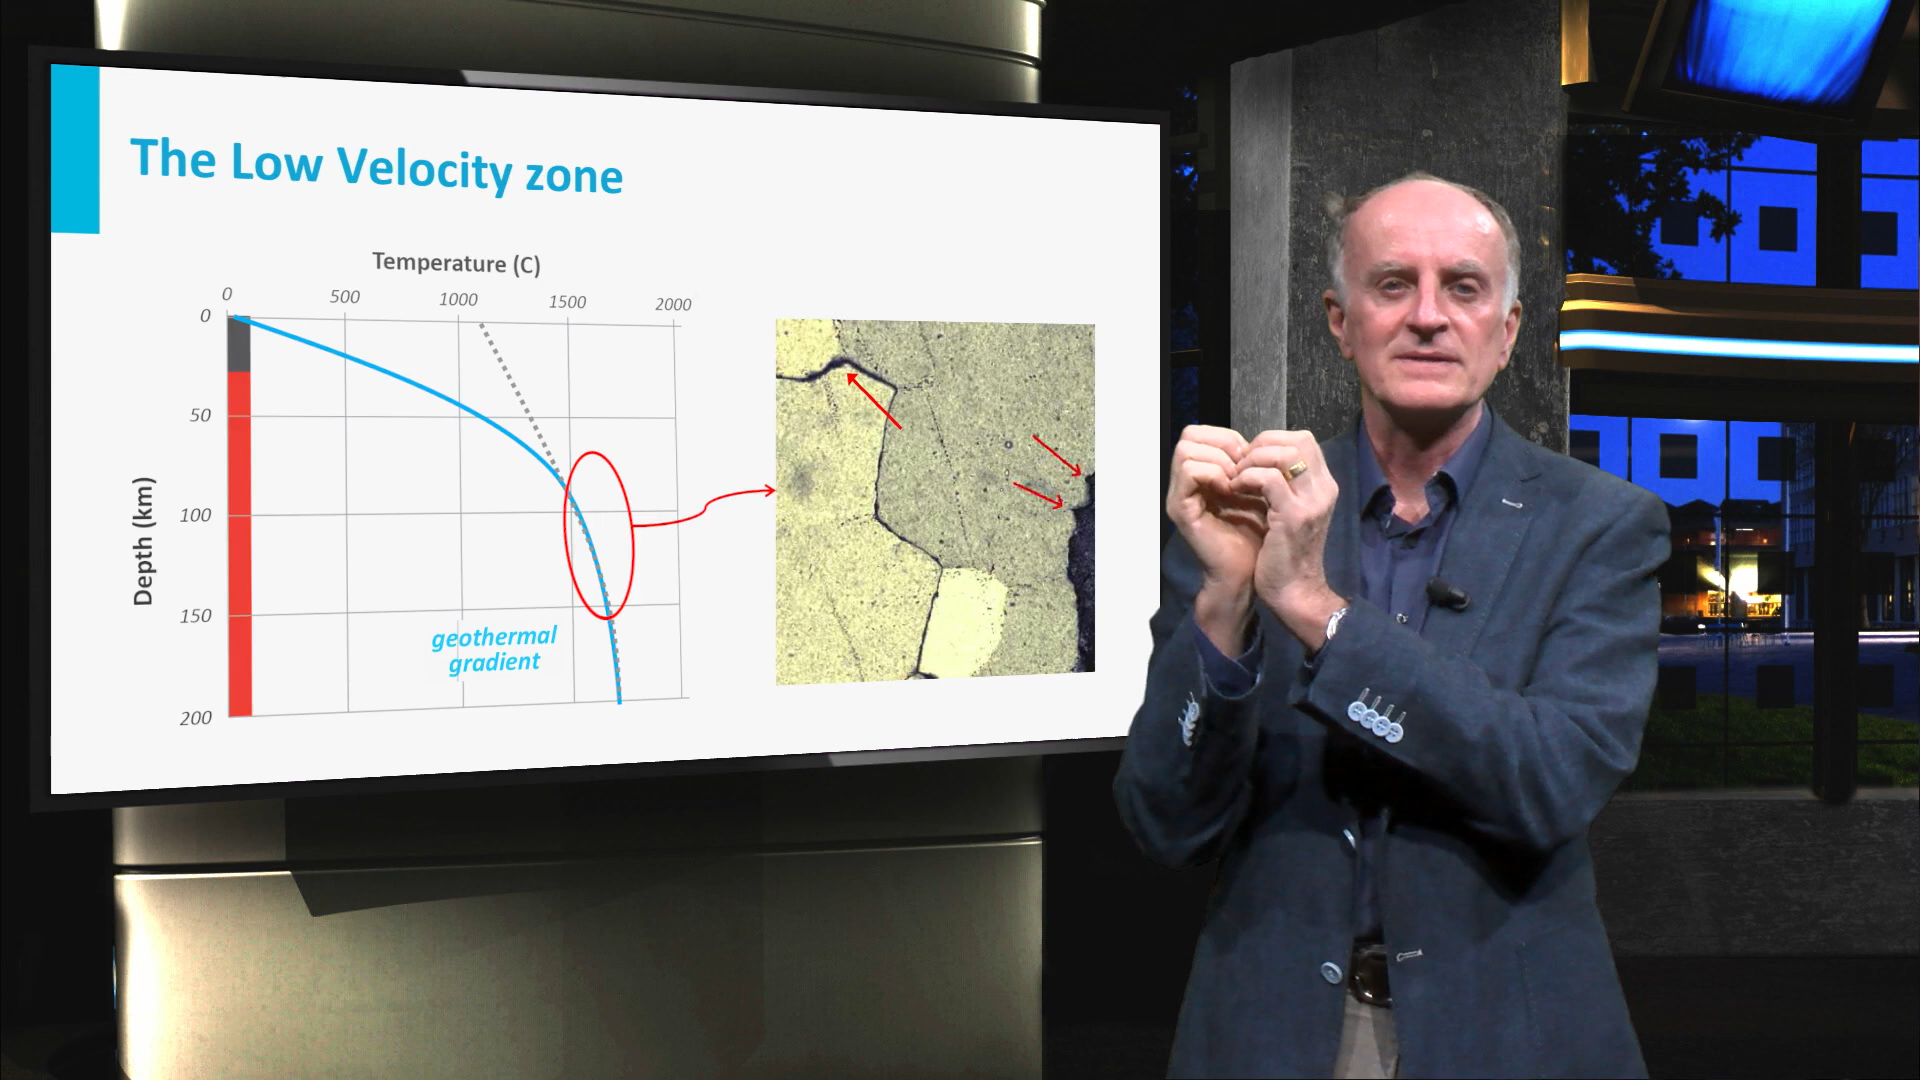 The Low Velocity zone
Temperature (C)
0 500 1000 1500 2000
0
50
100
150
200
Depth (km)
geothermal
gradient